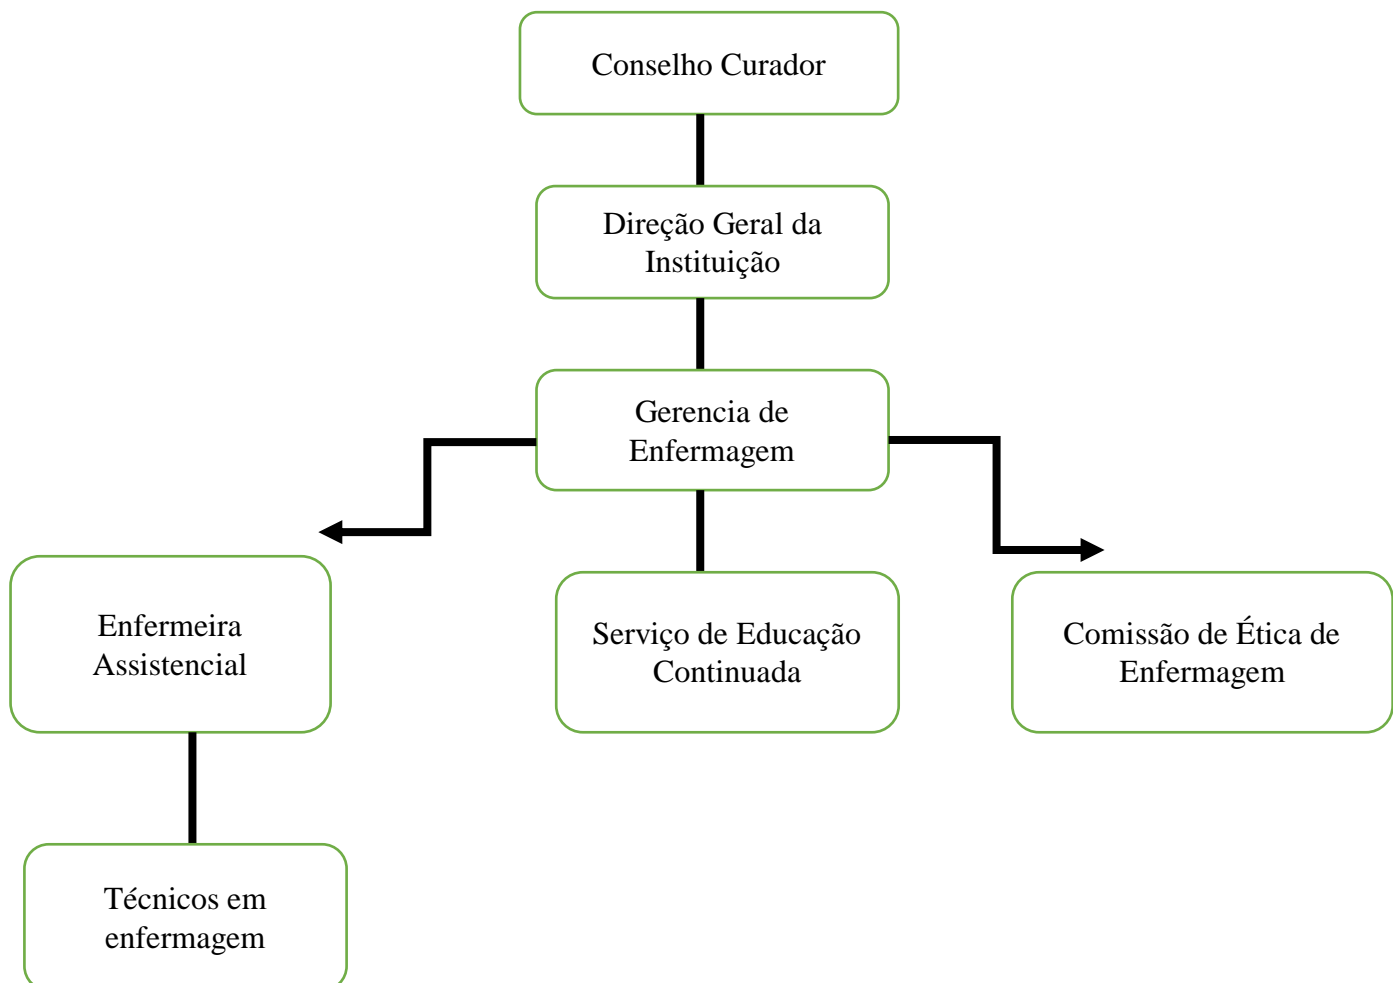 Conselho Curador
Direção Geral da
Instituição
Gerencia de
Enfermagem
Enfermeira
Assistencial
Serviço de Educação
Continuada
Comissão de Ética de
Enfermagem
Técnicos em
enfermagem